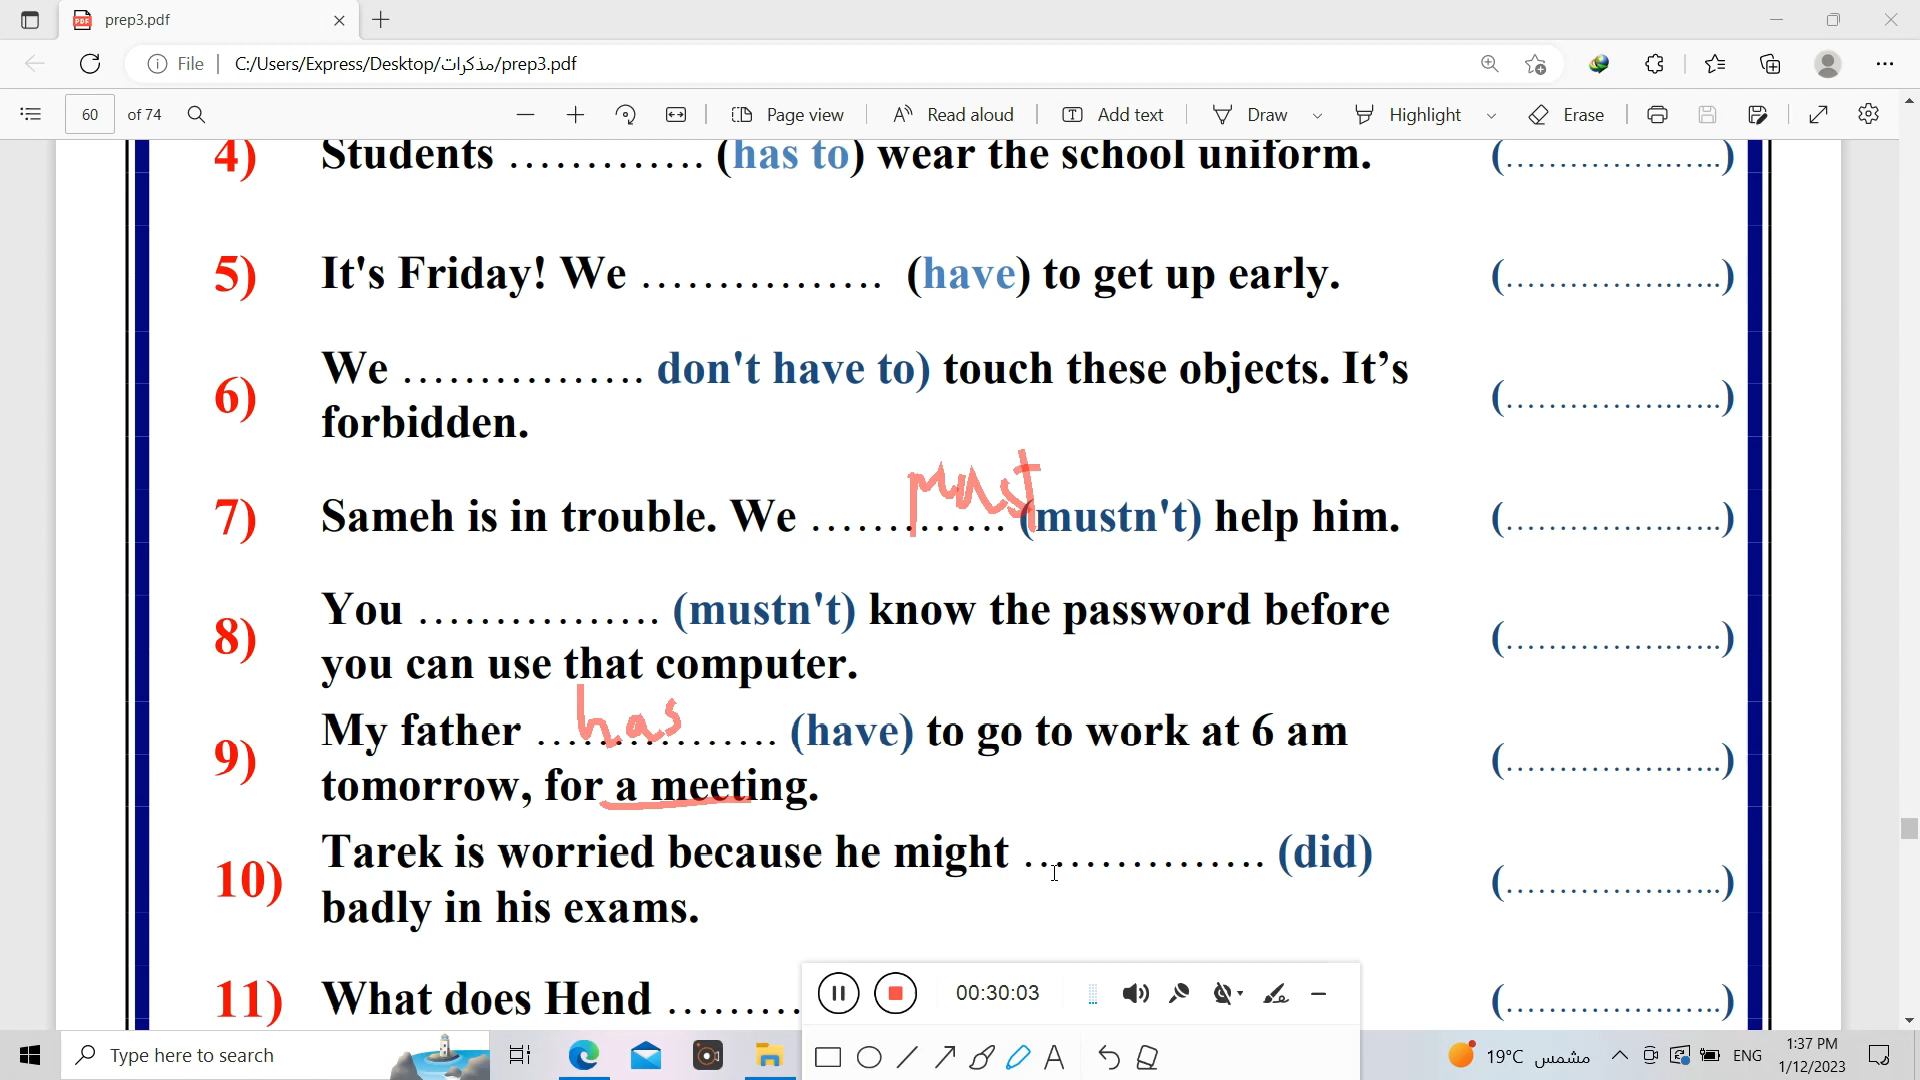 prep3.pdf
File
C:/Users/Express/Desktop/مذكرات/prep3.pdf
60 of 74
Page view
Read aloud
Add text
Draw
Highlight
Erase
4) Students ............. (has to) wear the school uniform. (......................)
5) It's Friday! We ................ (have) to get up early. (......................)
6) We ................ don't have to) touch these objects. It’s (......................)
forbidden.
must
7) Sameh is in trouble. We ............. (mustn't) help him. (......................)
8) You ................ (mustn't) know the password before (......................)
you can use that computer.
has
9) My father ................ (have) to go to work at 6 am (......................)
tomorrow, for a meeting.
10) Tarek is worried because he might ................ (did) (......................)
badly in his exams.
11) What does Hend ......... (......................)
00:30:03
Type here to search
19°C مشمس
ENG
1:37 PM
1/12/2023